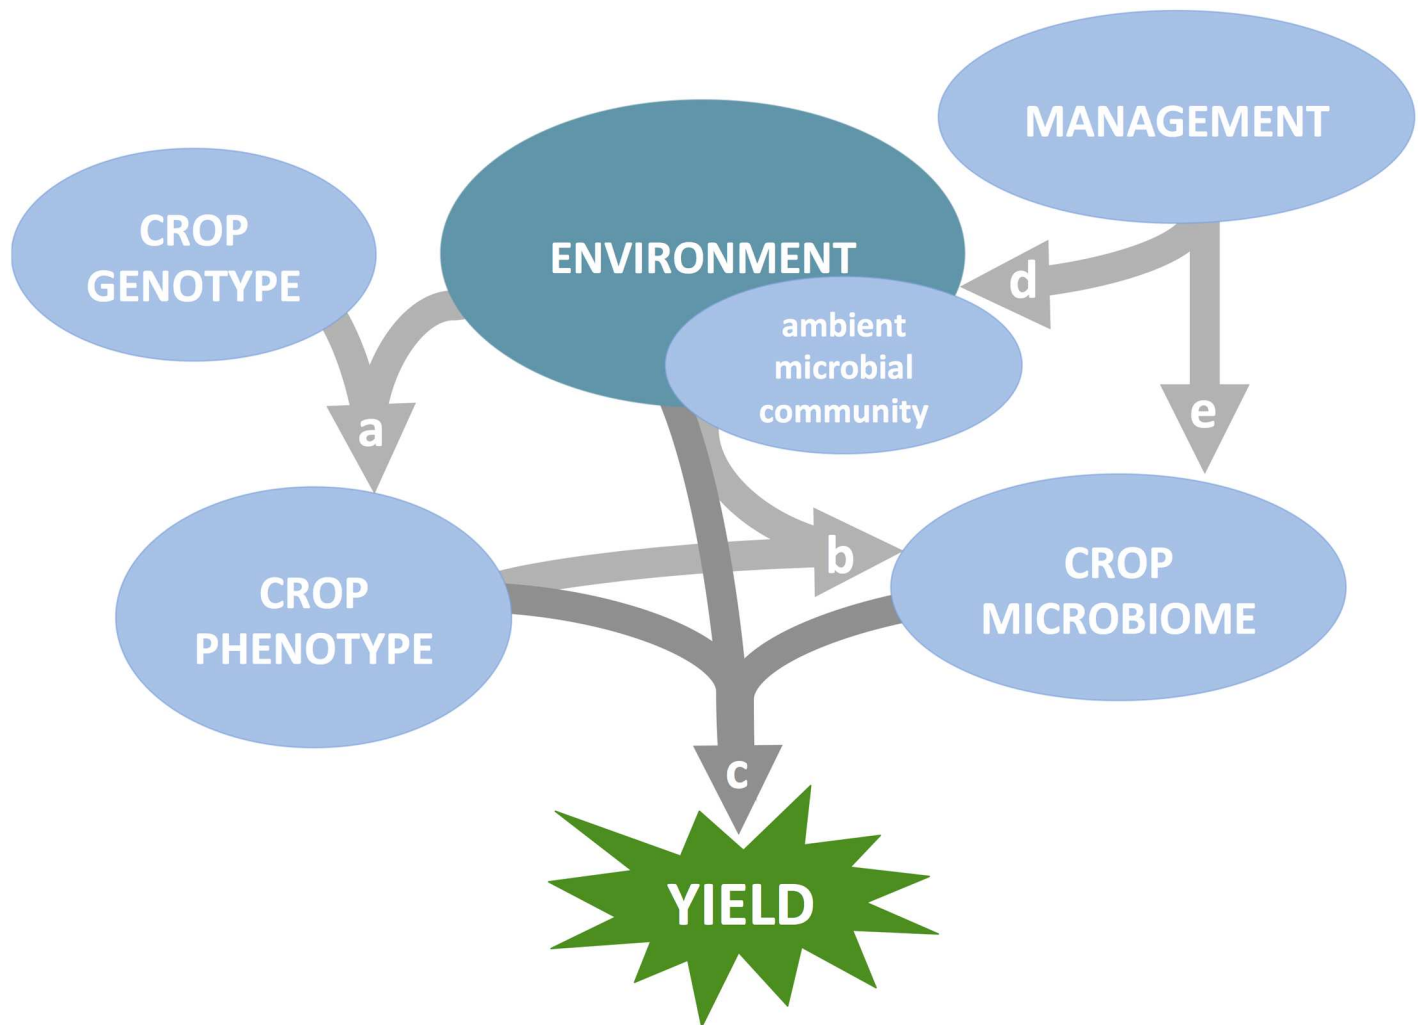 MANAGEMENT
CROP
GENOTYPE
ENVIRONMENT
ambient
microbial
community
d
a
e
b
CROP
PHENOTYPE
CROP
MICROBIOME
c
YIELD